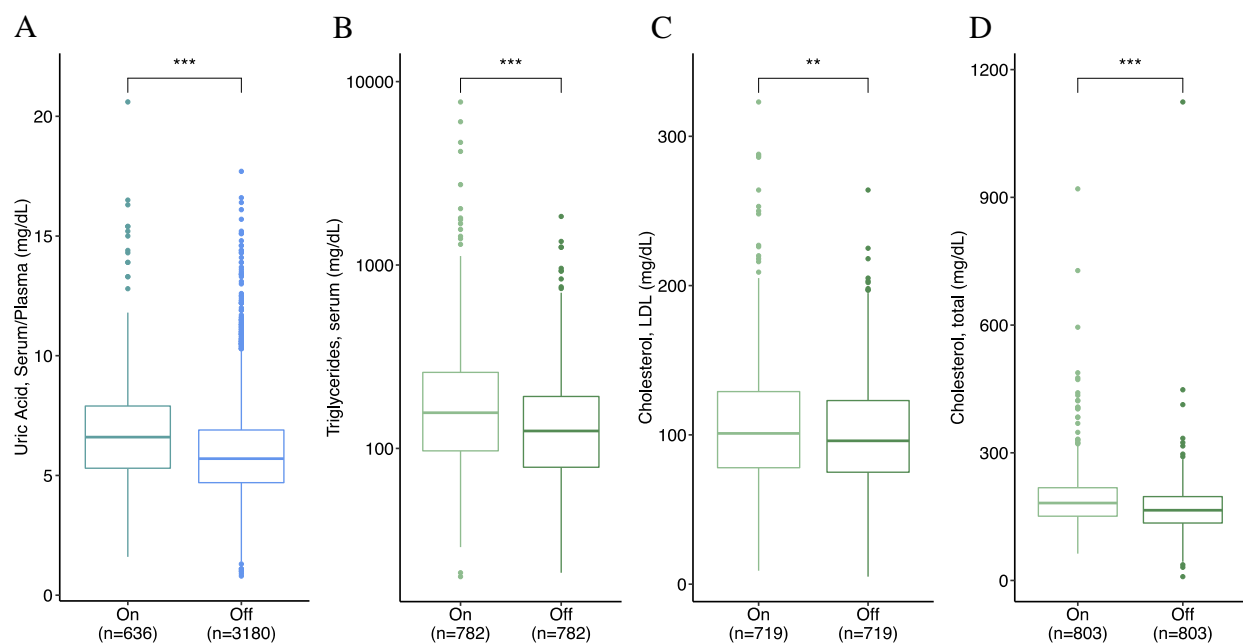 A
***
Uric Acid, Serum/Plasma (mg/dL)
20
15
10
5
0
On
(n=636)
Off
(n=3180)
B
***
Triglycerides, serum (mg/dL)
10000
1000
100
On
(n=782)
Off
(n=782)
C
**
Cholesterol, LDL (mg/dL)
300
200
100
0
On
(n=719)
Off
(n=719)
D
***
Cholesterol, total (mg/dL)
1200
900
600
300
0
On
(n=803)
Off
(n=803)